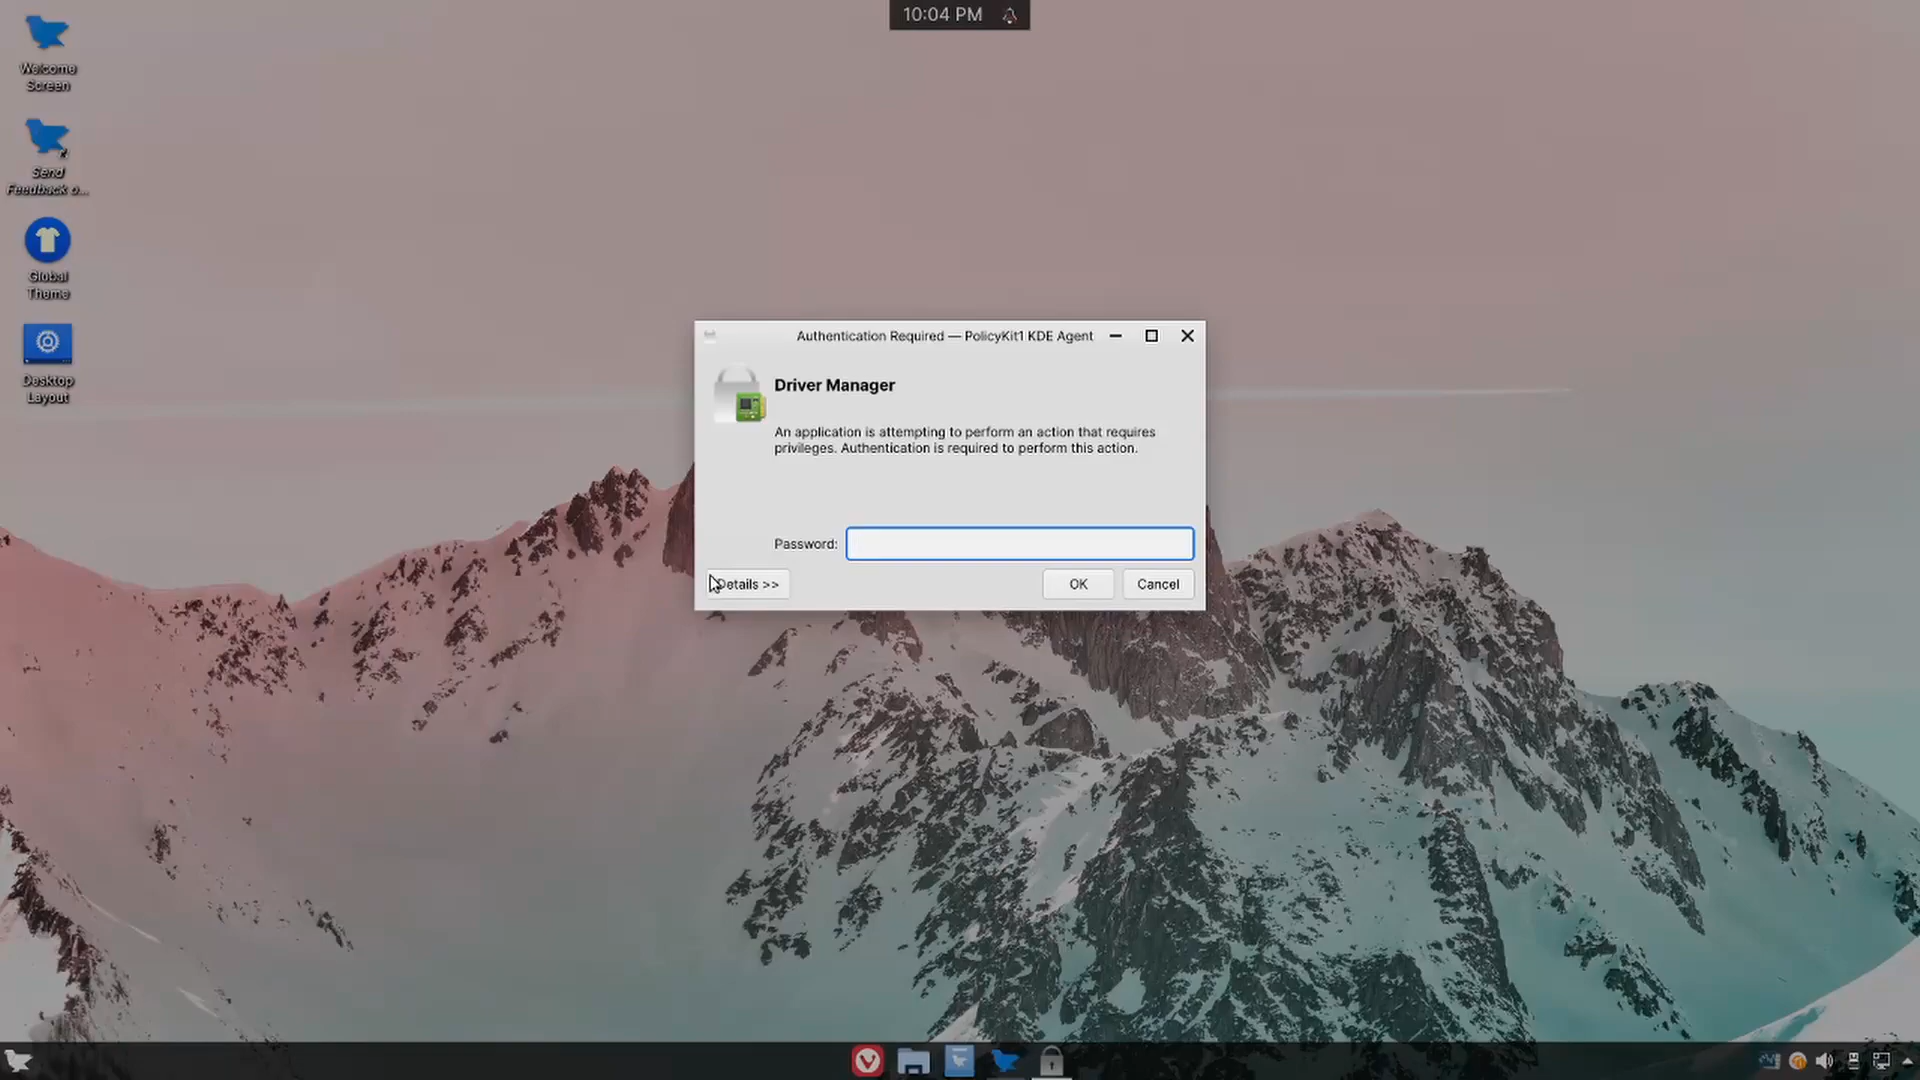 10:04 PM
Welcome
Screen
Send
Feedback o...
Global
Theme
Desktop
Layout
Authentication Required — PolicyKit1 KDE Agent
Driver Manager
An application is attempting to perform an action that requires
privileges. Authentication is required to perform this action.
Password:
Details >>
OK
Cancel